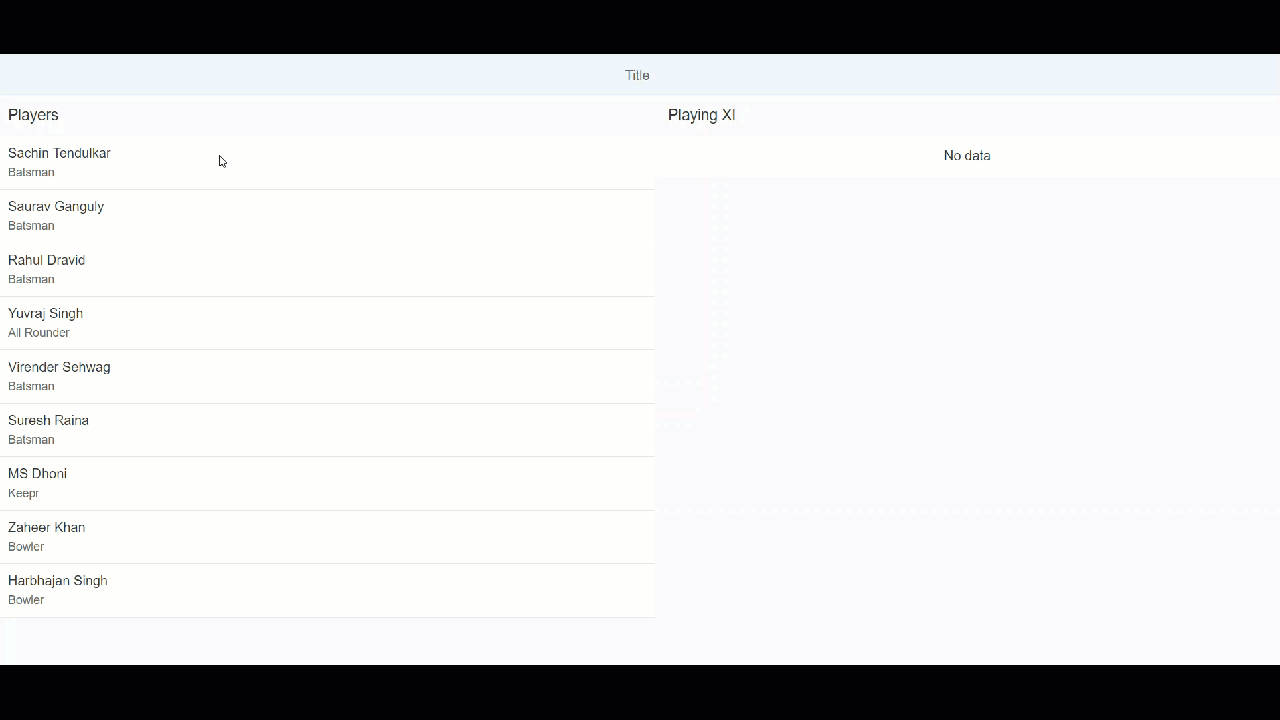 Title
Players
Sachin Tendulkar
Batsman
Saurav Ganguly
Batsman
Rahul Dravid
Batsman
Yuvraj Singh
All Rounder
Virender Sehwag
Batsman
Suresh Raina
Batsman
MS Dhoni
Keepr
Zaheer Khan
Bowler
Harbhajan Singh
Bowler
Playing XI
No data